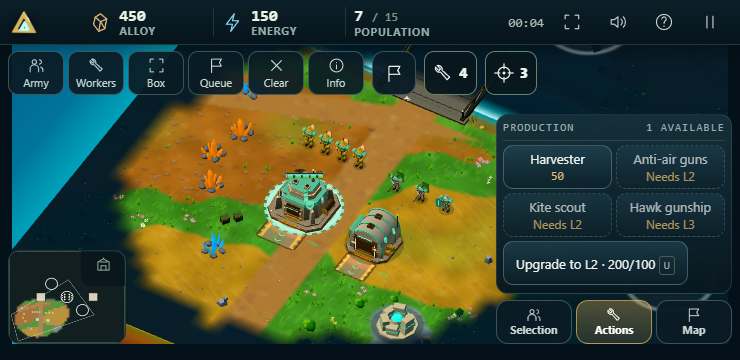 450
ALLOY
150
ENERGY
7 / 15
POPULATION
00:04
Army
Workers
Box
Queue
Clear
Info
4
3
PRODUCTION
1 AVAILABLE
Harvester
50
Anti-air guns
Needs L2
Kite scout
Needs L2
Hawk gunship
Needs L3
Upgrade to L2 · 200/100 U
Selection
Actions
Map